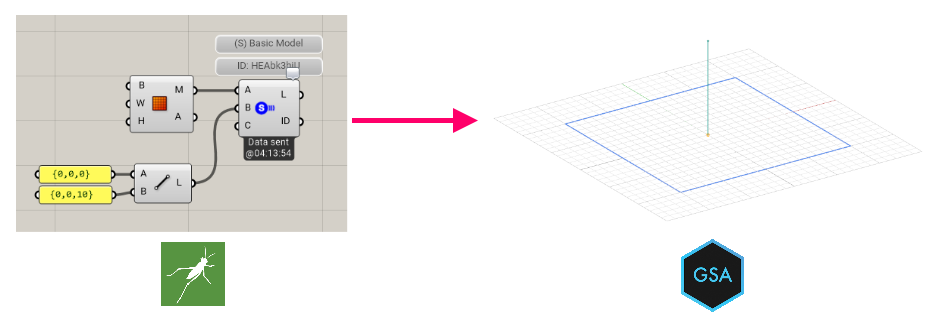 (S) Basic Model
ID: HEAbk3hiU
B
W
H
M
A
A
B
C
L
ID
Data sent
@04:13:54
{0,0,0}
{0,0,10}
A
B
L
GSA